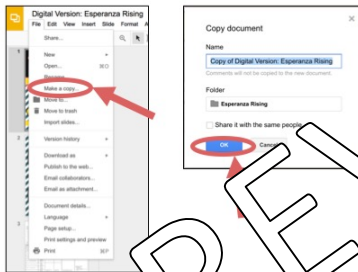 Digital Version: Esperanza Rising
File Edit View Insert Slide Format
Share...
New
Open... ⌘O
Rename...
Make a copy...
Move to...
Move to trash
Import slides...
Version history
Download as
Publish to the web...
Email collaborators...
Email as attachment...
Document details...
Language
Page setup...
Print settings and preview
Print ⌘P
Copy document
Name
Copy of Digital Version: Esperanza Rising
Comments will not be copied to the new document.
Folder
Esperanza Rising
Share it with the same people
OK Cancel